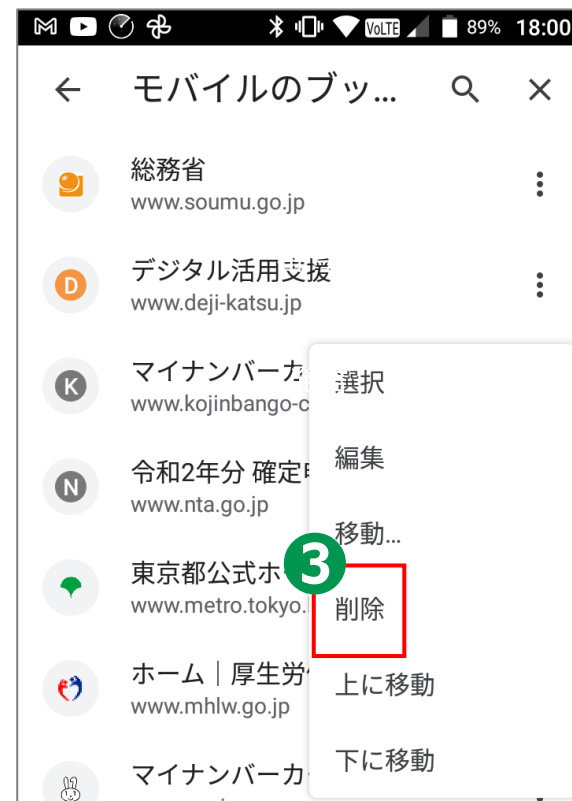 VoLTE 89% 18:00
モバイルのブッ...
総務省
www.soumu.go.jp
D
デジタル活用支援
www.deji-katsu.jp
K
マイナンバーカ
www.kojinbango-c
選択
編集
N
令和2年分 確定
www.nta.go.jp
移動...
3
東京都公式ホ
www.metro.tokyo.
削除
ホーム｜厚生労
www.mhlw.go.jp
上に移動
マイナンバーカ
下に移動